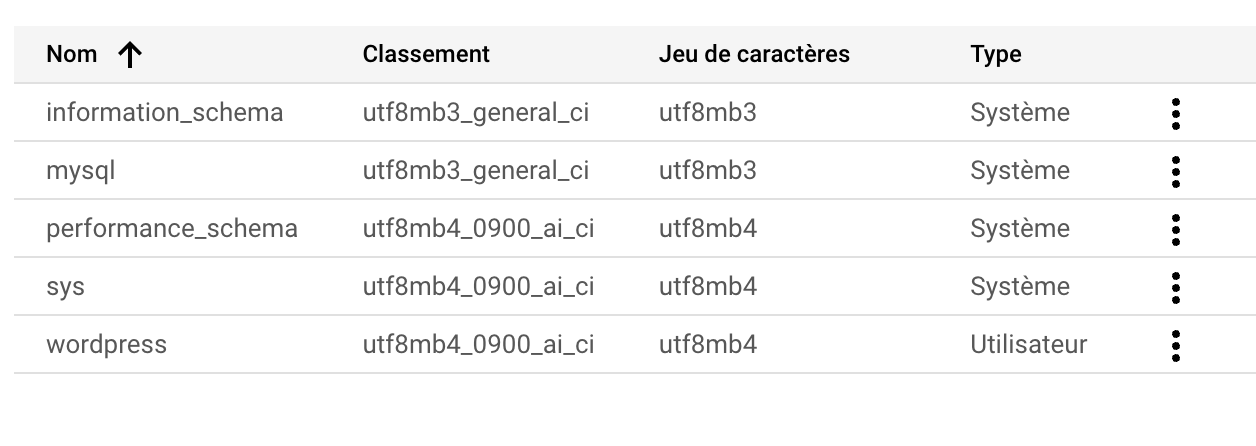 Nom Classement Jeu de caractères Type
information_schema utf8mb3_general_ci utf8mb3 Système
mysql utf8mb3_general_ci utf8mb3 Système
performance_schema utf8mb4_0900_ai_ci utf8mb4 Système
sys utf8mb4_0900_ai_ci utf8mb4 Système
wordpress utf8mb4_0900_ai_ci utf8mb4 Utilisateur